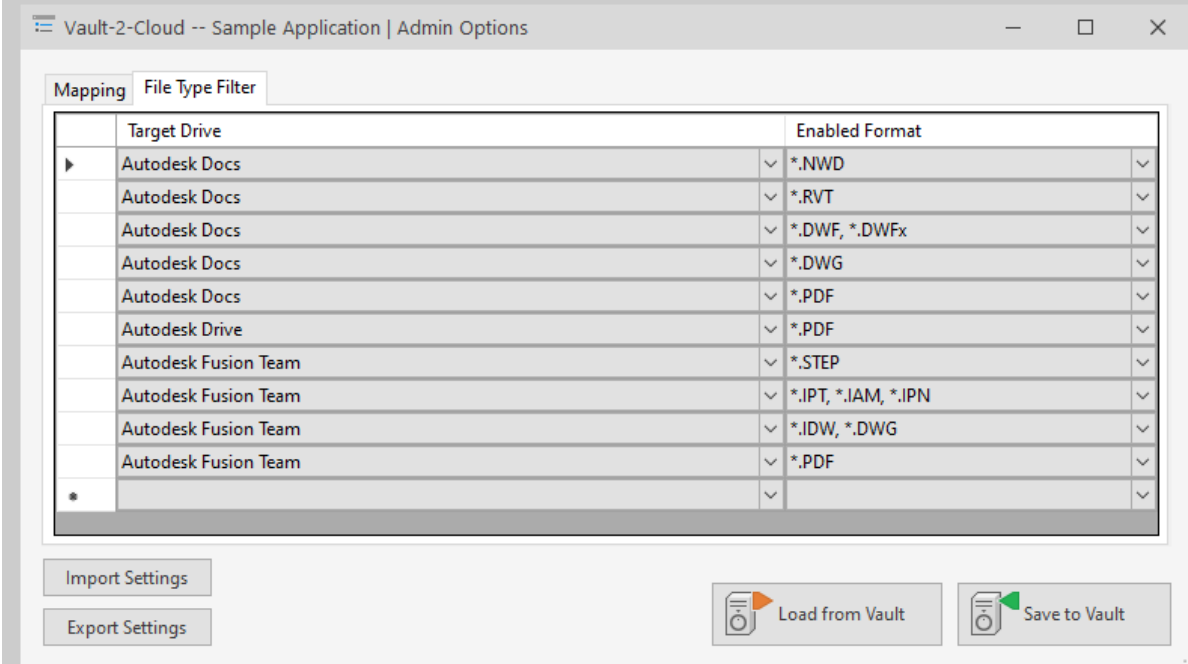 Vault-2-Cloud -- Sample Application | Admin Options
Mapping File Type Filter
Target Drive Enabled Format
Autodesk Docs *.NWD
Autodesk Docs *.RVT
Autodesk Docs *.DWF, *.DWFx
Autodesk Docs *.DWG
Autodesk Docs *.PDF
Autodesk Drive *.PDF
Autodesk Fusion Team *.STEP
Autodesk Fusion Team *.IPT, *.IAM, *.IPN
Autodesk Fusion Team *.IDW, *.DWG
Autodesk Fusion Team *.PDF
Import Settings
Load from Vault Save to Vault
Export Settings